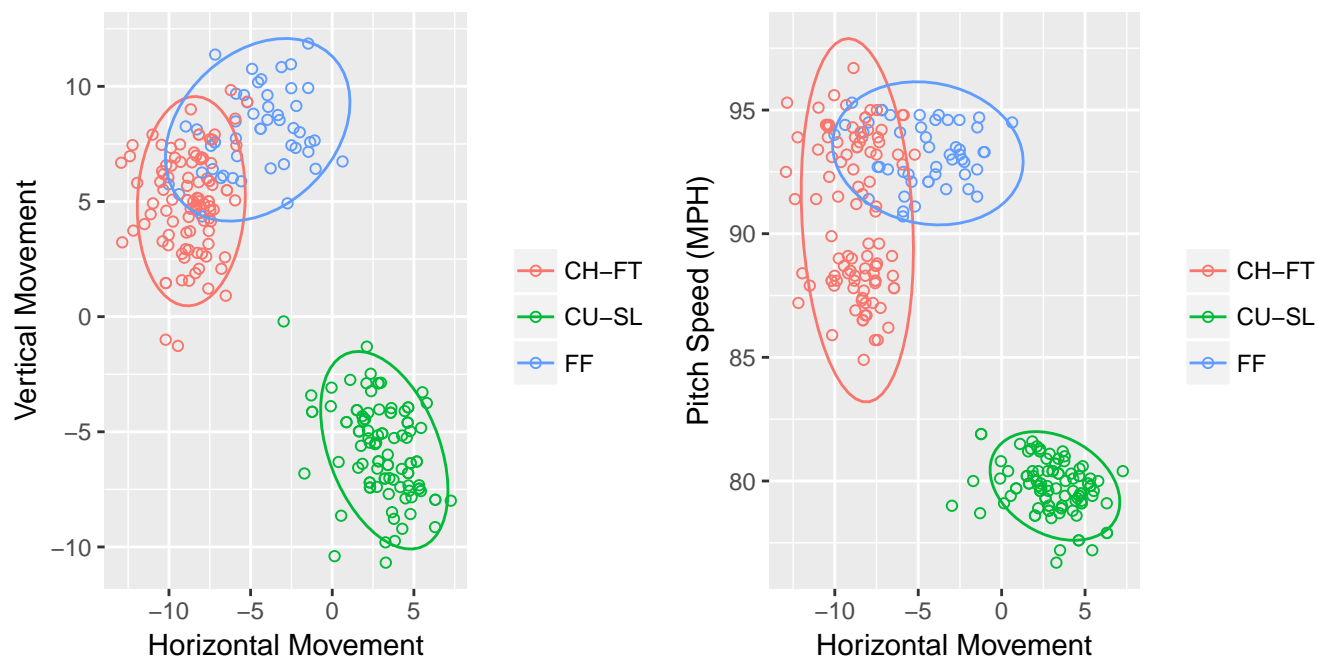 Vertical Movement
10
5
0
−5
−10
−10 −5 0 5
Horizontal Movement
CH−FT
CU−SL
FF
Pitch Speed (MPH)
95
90
85
80
−10 −5 0 5
Horizontal Movement
CH−FT
CU−SL
FF